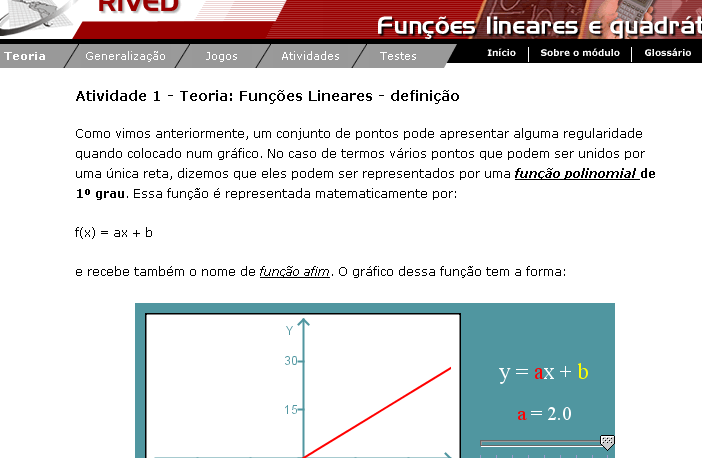 RIVED
Funções lineares e quadrát
Teoria Generalização Jogos Atividades Testes Início Sobre o módulo Glossário
Atividade 1 - Teoria: Funções Lineares - definição
Como vimos anteriormente, um conjunto de pontos pode apresentar alguma regularidade
quando colocado num gráfico. No caso de termos vários pontos que podem ser unidos por
uma única reta, dizemos que eles podem ser representados por uma função polinomial de
1º grau. Essa função é representada matematicamente por:
f(x) = ax + b
e recebe também o nome de função afim. O gráfico dessa função tem a forma:
Y
30
15
y = ax + b
a = 2.0